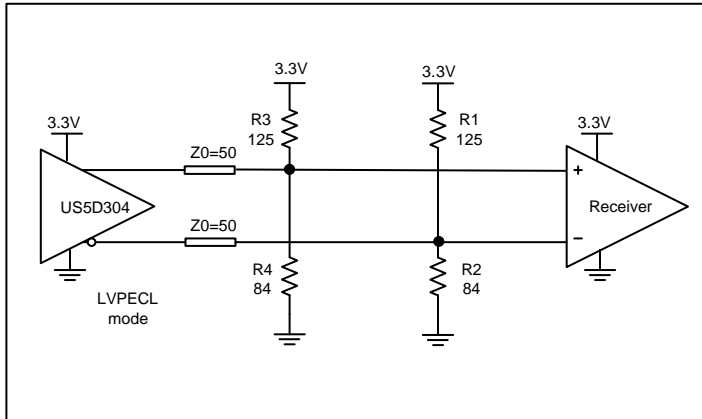 3.3V
3.3V
R3
125
R1
125
3.3V
3.3V
Z0=50
+
US5D304
Receiver
Z0=50
−
R4
84
R2
84
LVPECL
mode